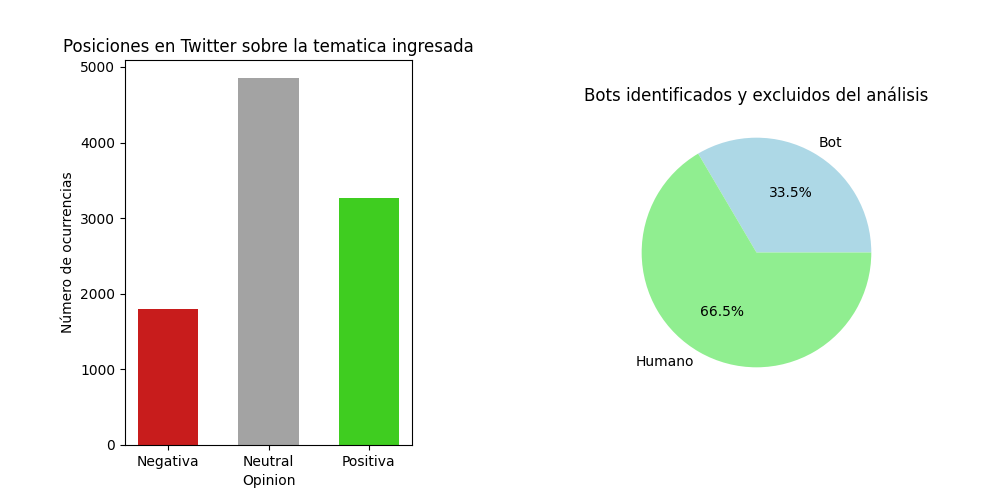 Posiciones en Twitter sobre la tematica ingresada
5000
4000
3000
2000
1000
0
Número de ocurrencias
Negativa
Neutral
Positiva
Opinion
Bots identificados y excluidos del análisis
Bot
33.5%
66.5%
Humano